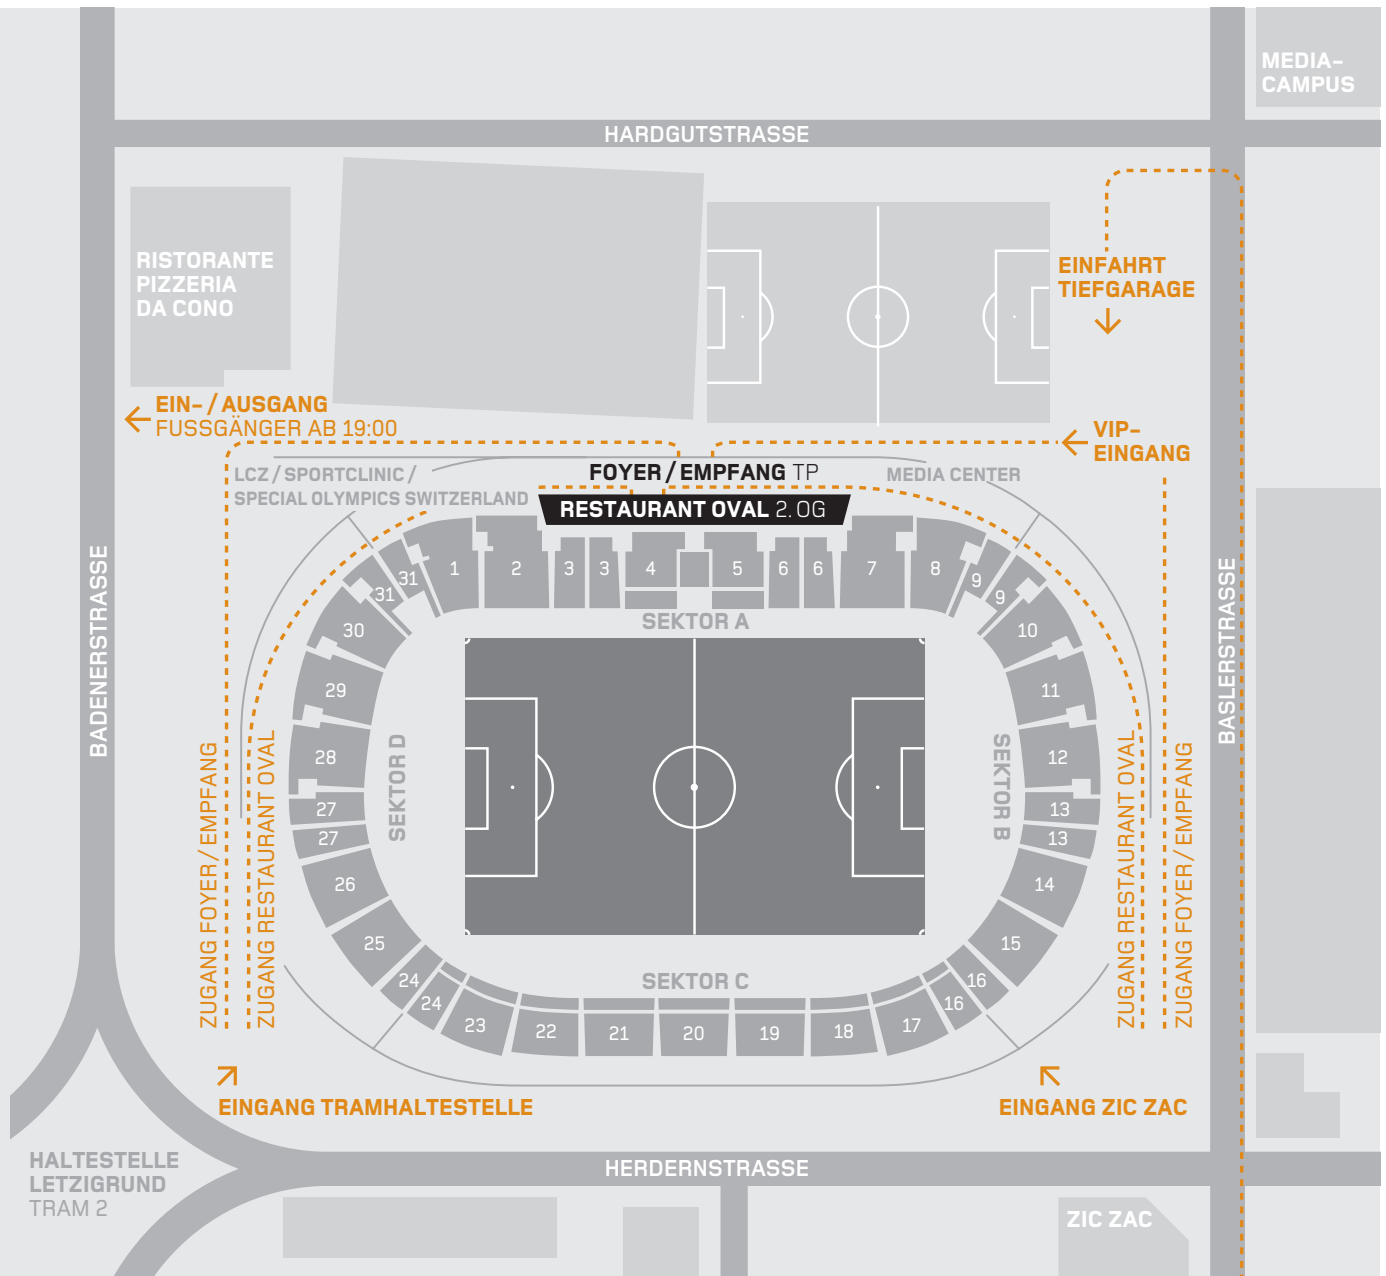 MEDIA-
CAMPUS
HARDGUTSTRASSE
RISTORANTE
PIZZERIA
DA CONO
EINFAHRT
TIEFGARAGE
EIN- / AUSGANG
FUSSGÄNGER AB 19:00
VIP-
EINGANG
LCZ / SPORTCLINIC /
SPECIAL OLYMPICS SWITZERLAND
FOYER / EMPFANG TP
MEDIA CENTER
RESTAURANT OVAL 2. OG
BADENERSTRASSE
BASLERSTRASSE
31
31
1
2
3
3
4
5
6
6
7
8
9
9
SEKTOR A
30
10
29
11
28
12
27
13
27
13
26
14
25
15
24
16
24
16
23
22
21
20
19
18
17
SEKTOR D
SEKTOR B
SEKTOR C
ZUGANG FOYER / EMPFANG
ZUGANG RESTAURANT OVAL
ZUGANG RESTAURANT OVAL
ZUGANG FOYER / EMPFANG
EINGANG TRAMHALTESTELLE
EINGANG ZIC ZAC
HALTESTELLE
LETZIGRUND
TRAM 2
HERDERNSTRASSE
ZIC ZAC